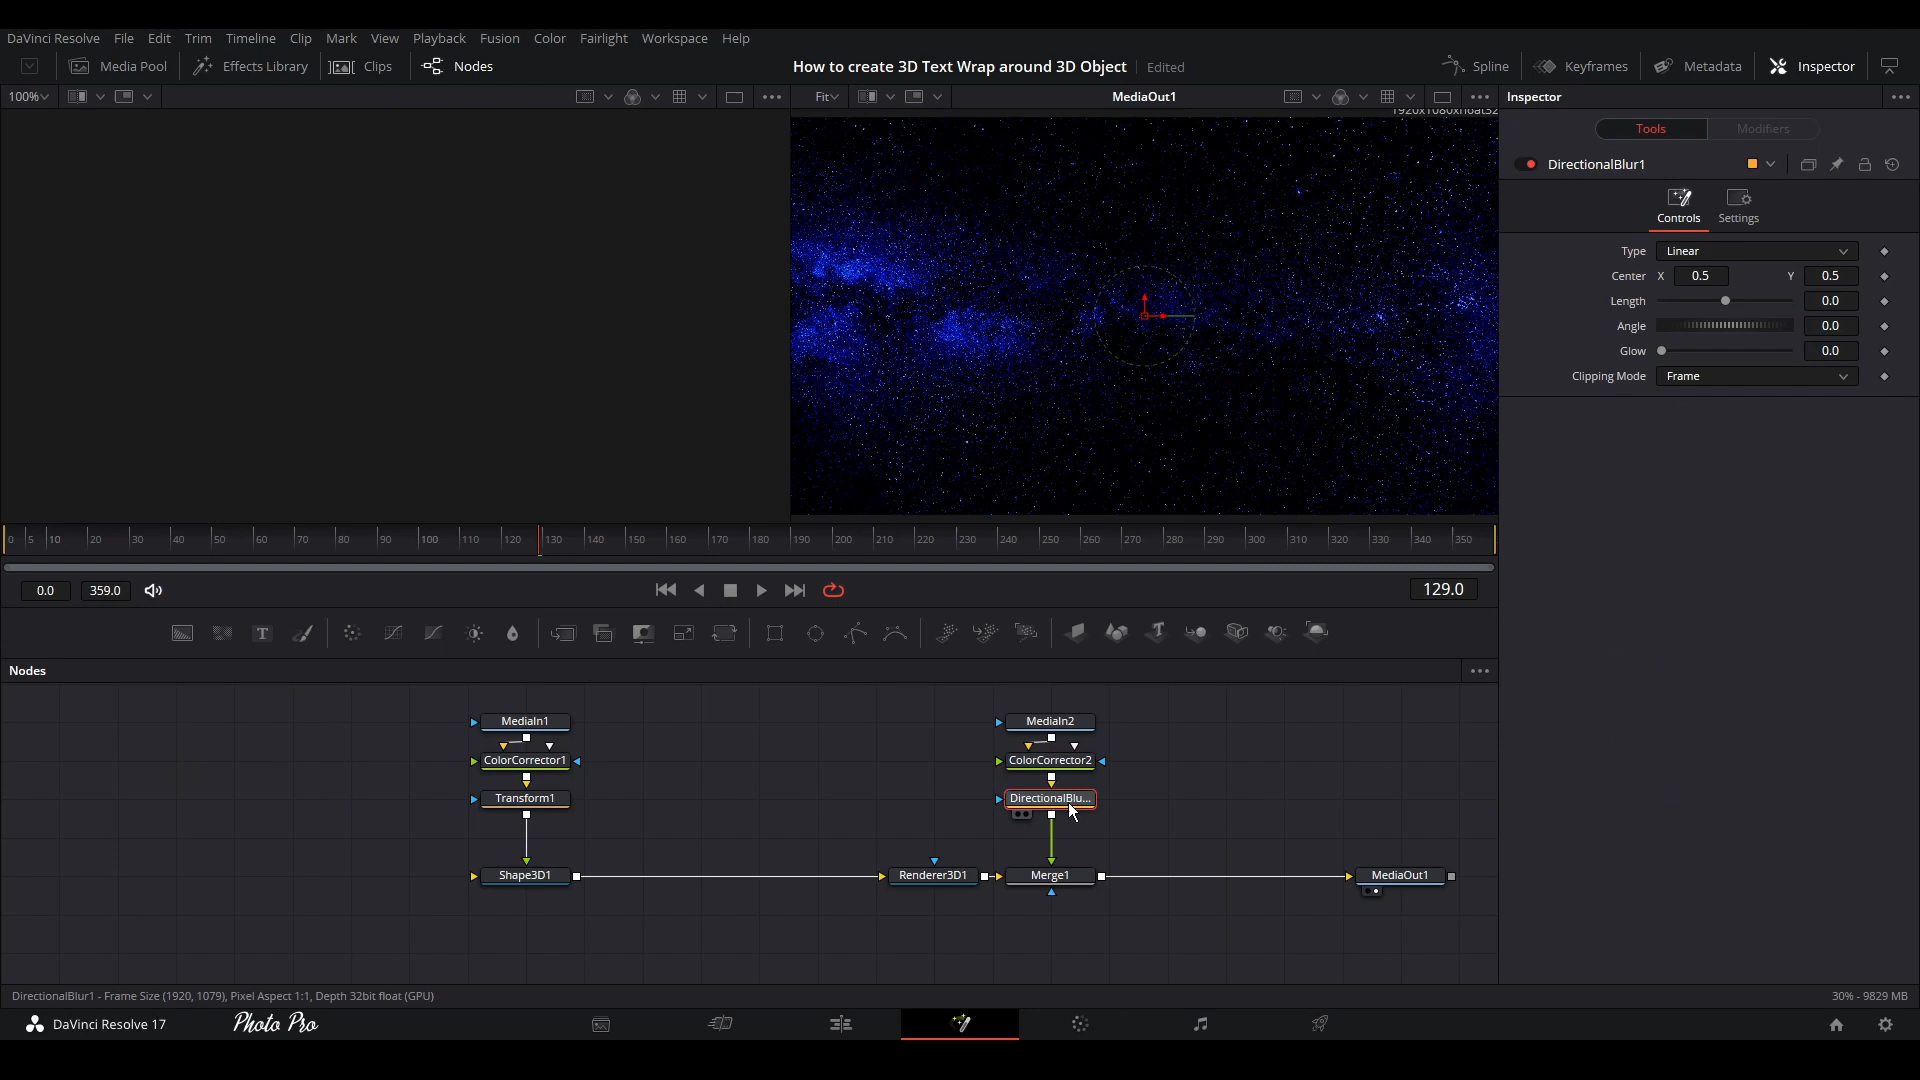 DaVinci Resolve File Edit Trim Timeline Clip Mark View Playback Fusion Color Fairlight Workspace Help
Media Pool Effects Library Clips Nodes How to create 3D Text Wrap around 3D Object Edited Spline Keyframes Metadata Inspector
100% Fit MediaOut1 Inspector
1920x1080xfloat32
Tools Modifiers
DirectionalBlur1
Controls Settings
Type Linear
Center X 0.5 Y 0.5
Length 0.0
Angle 0.0
Glow 0.0
Clipping Mode Frame
0 5 10 20 30 40 50 60 70 80 90 100 110 120 130 140 150 160 170 180 190 200 210 220 230 240 250 260 270 280 290 300 310 320 330 340 350
0.0 359.0 129.0
T
Nodes
MediaIn1 MediaIn2
ColorCorrector1 ColorCorrector2
Transform1 DirectionalBlu...
Shape3D1 Renderer3D1 Merge1 MediaOut1
DirectionalBlur1 - Frame Size (1920, 1079), Pixel Aspect 1:1, Depth 32bit float (GPU) 30% - 9829 MB
DaVinci Resolve 17 Photo Pro